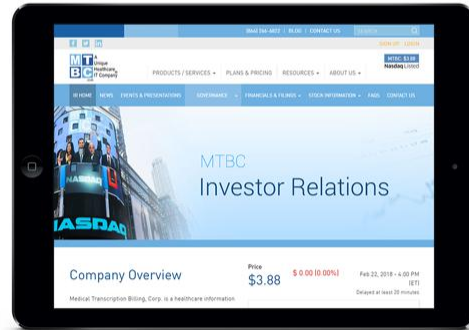 (866) 266-6822 | BLOG | CONTACT US
SEARCH
SIGN UP LOGIN
MTBC
A
Unique
Healthcare
IT Company
PRODUCTS / SERVICES
PLANS & PRICING
RESOURCES
ABOUT US
MTBC: $3.88
Nasdaq Listed
IR HOME
NEWS
EVENTS & PRESENTATIONS
GOVERNANCE
FINANCIALS & FILINGS
STOCK INFORMATION
FAQS
CONTACT US
NASDAQ
NASDAQ
MTBC
Investor Relations
Company Overview
Medical Transcription Billing, Corp. is a healthcare information
Price
$3.88
$ 0.00 (0.00%)
Feb 22, 2018 - 4:00 PM
(ET)
Delayed at least 20 minutes